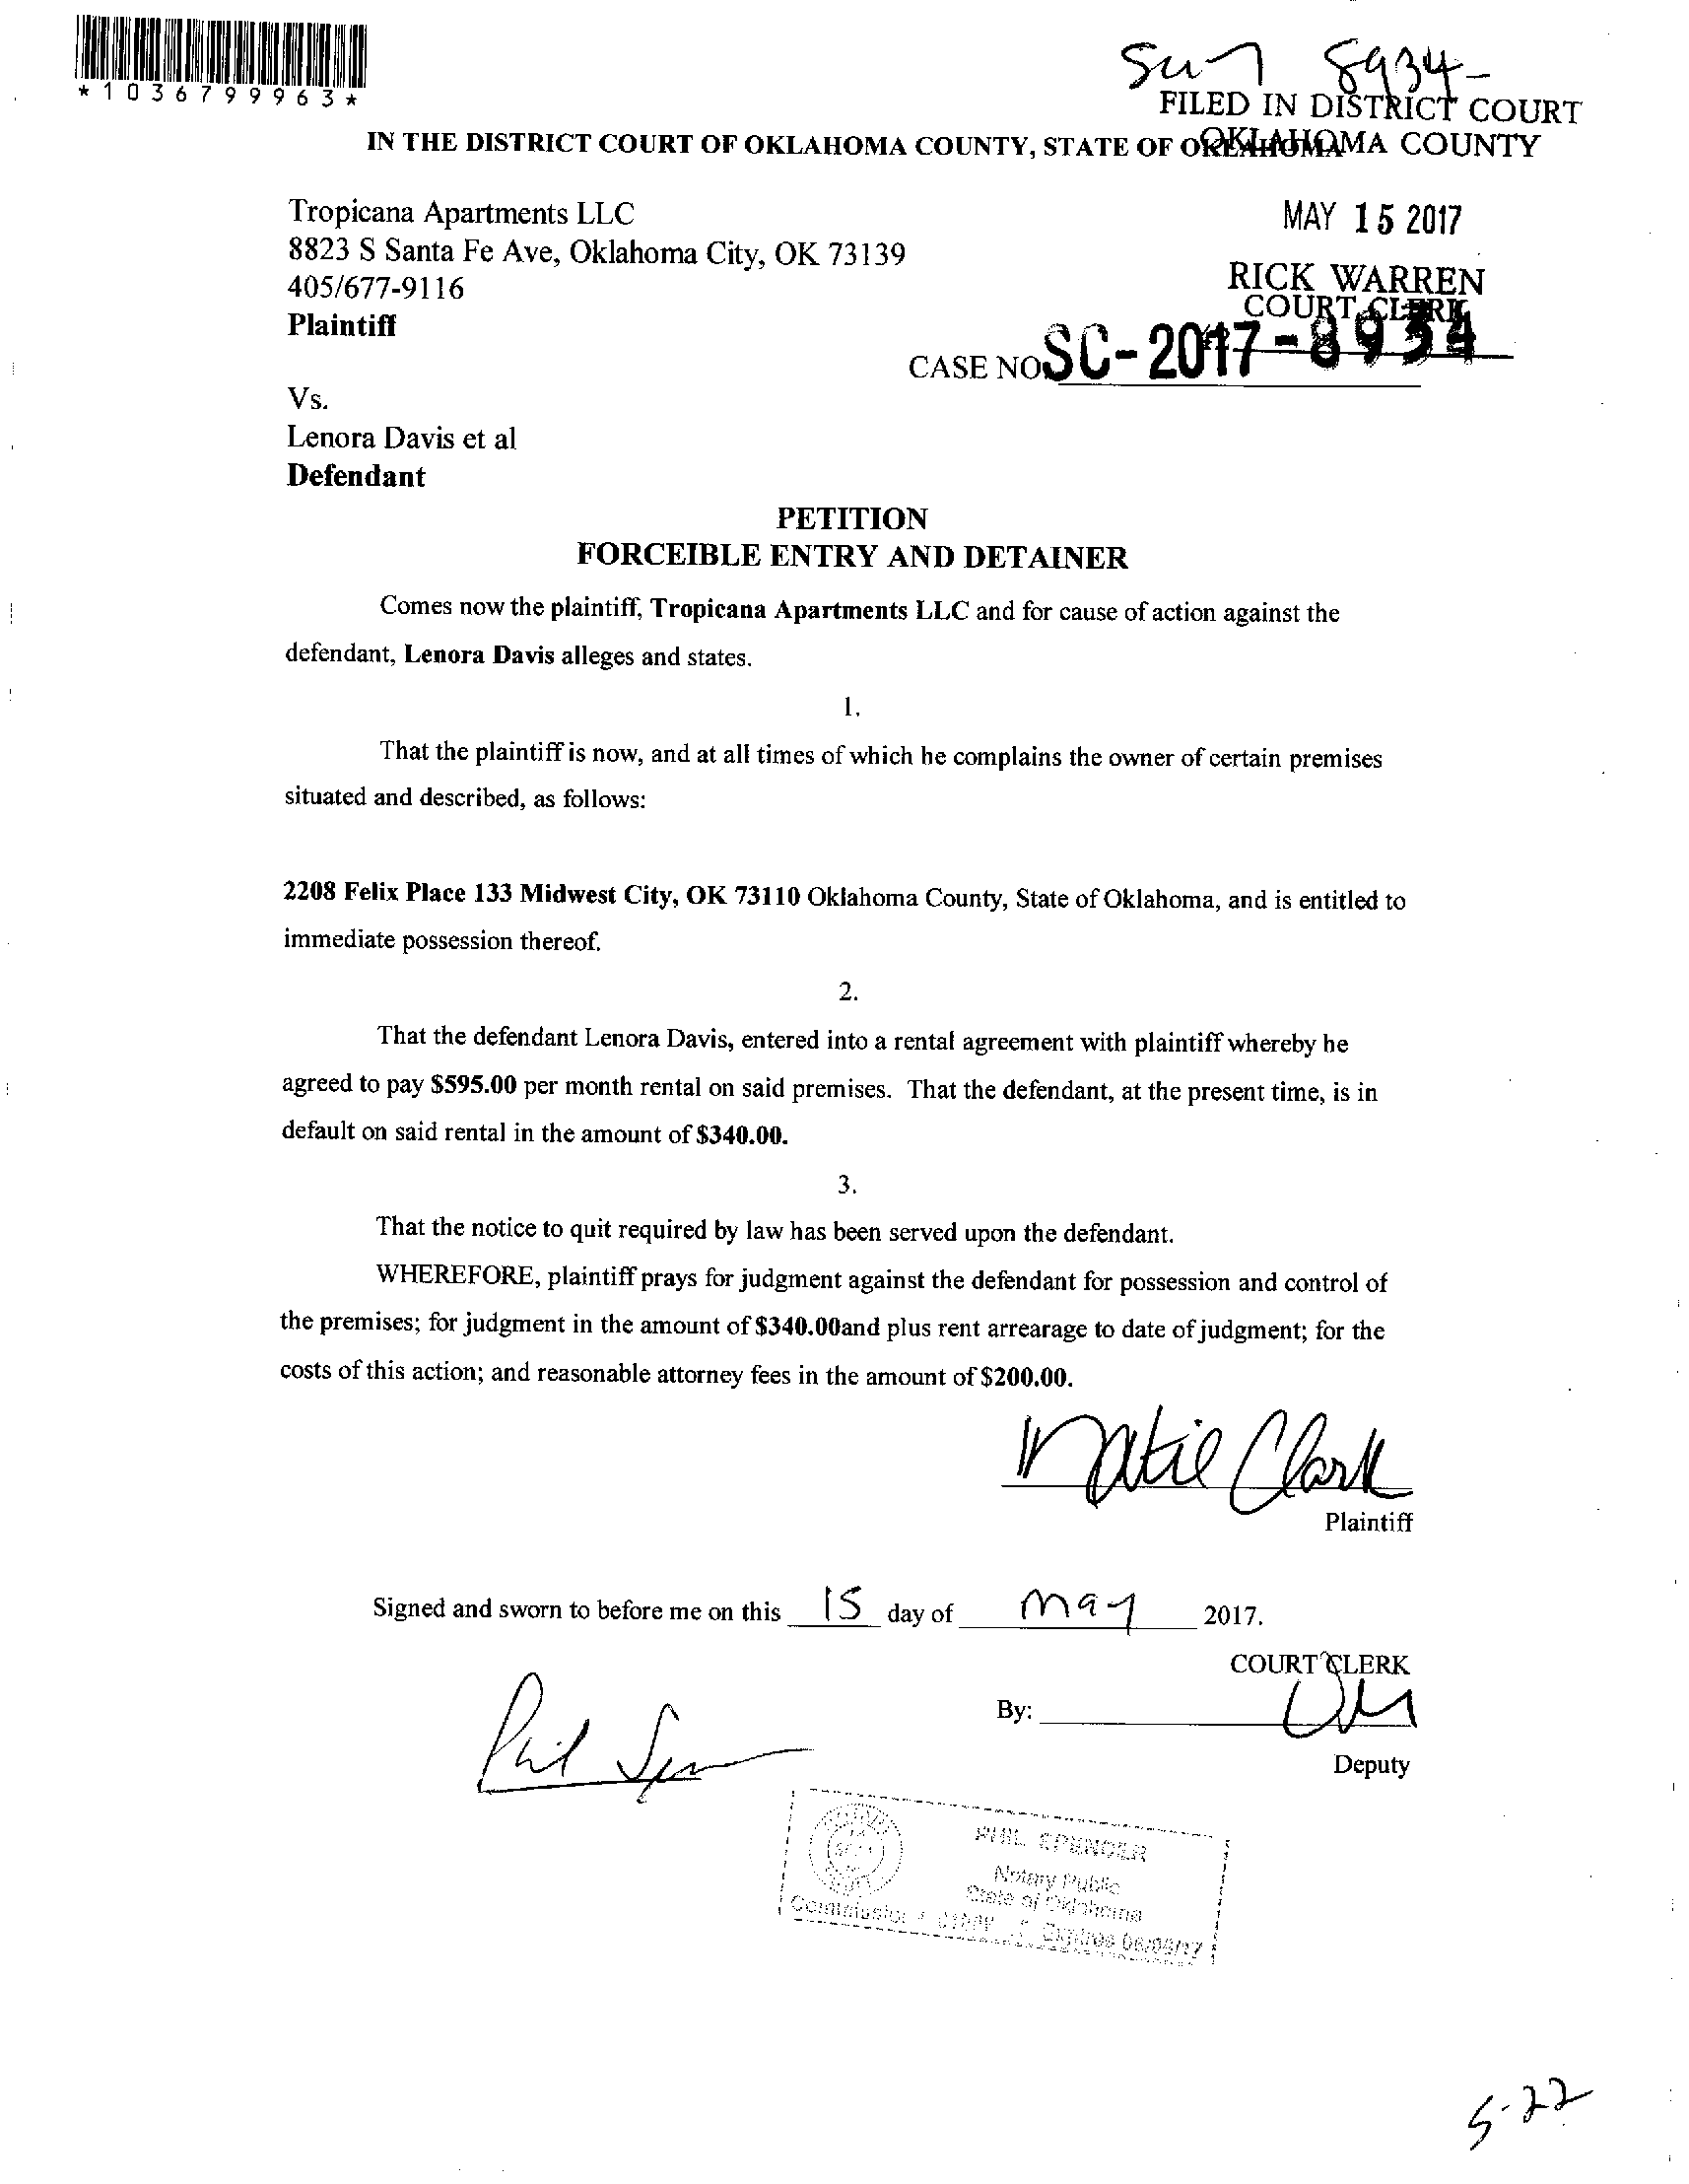 *1036799963*
8934
FILED IN DISTRICT COURT
OKLAHOMA COUNTY
IN THE DISTRICT COURT OF OKLAHOMA COUNTY, STATE OF OKLAHOMA
Tropicana Apartments LLC
MAY 15 2017
8823 S Santa Fe Ave, Oklahoma City, OK 73139
405/677-9116
RICK WARREN
COURT CLERK
Plaintiff
CASE NO SC-2017-8934
Vs.
Lenora Davis et al
Defendant
PETITION
FORCEIBLE ENTRY AND DETAINER
Comes now the plaintiff, Tropicana Apartments LLC and for cause of action against the
defendant, Lenora Davis alleges and states.
1.
That the plaintiff is now, and at all times of which he complains the owner of certain premises
situated and described, as follows:
2208 Felix Place 133 Midwest City, OK 73110 Oklahoma County, State of Oklahoma, and is entitled to
immediate possession thereof.
2.
That the defendant Lenora Davis, entered into a rental agreement with plaintiff whereby he
agreed to pay $595.00 per month rental on said premises. That the defendant, at the present time, is in
default on said rental in the amount of $340.00.
3.
That the notice to quit required by law has been served upon the defendant.
WHEREFORE, plaintiff prays for judgment against the defendant for possession and control of
the premises; for judgment in the amount of $340.00and plus rent arrearage to date of judgment; for the
costs of this action; and reasonable attorney fees in the amount of $200.00.
Clark
Plaintiff
Signed and sworn to before me on this 15 day of May 2017.
COURT CLERK
By:
Phil
Deputy
PHIL SPENCER
Notary Public
State of Oklahoma
Commission # Expires 06/05/17
5-22